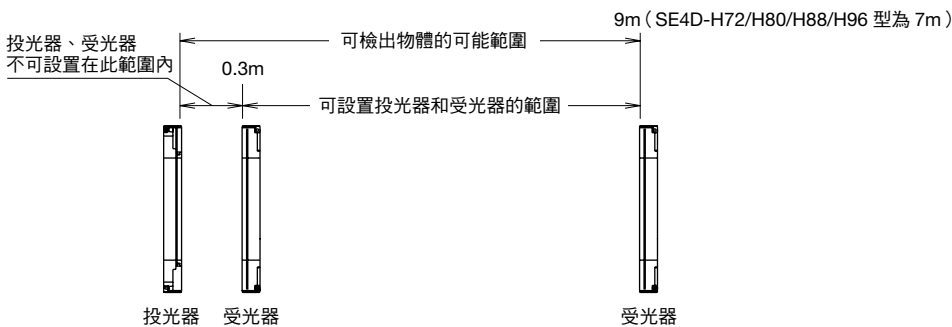 9m(SE4D-H72/H80/H88/H96 型為 7m)
投光器、受光器
不可設置在此範圍內
可檢出物體的可能範圍
0.3m
可設置投光器和受光器的範圍
投光器
受光器
受光器